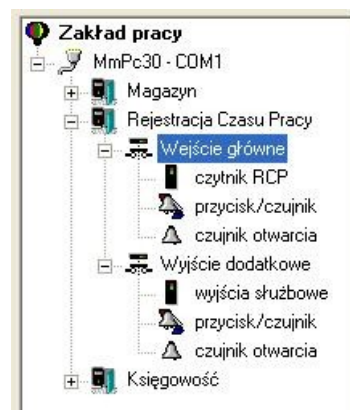 Zakład pracy
MmPc30 - COM1
Magazyn
Rejestracja Czasu Pracy
Wejście główne
czytnik RCP
przycisk/czujnik
czujnik otwarcia
Wyjście dodatkowe
wyjścia służbowe
przycisk/czujnik
czujnik otwarcia
Księgowość